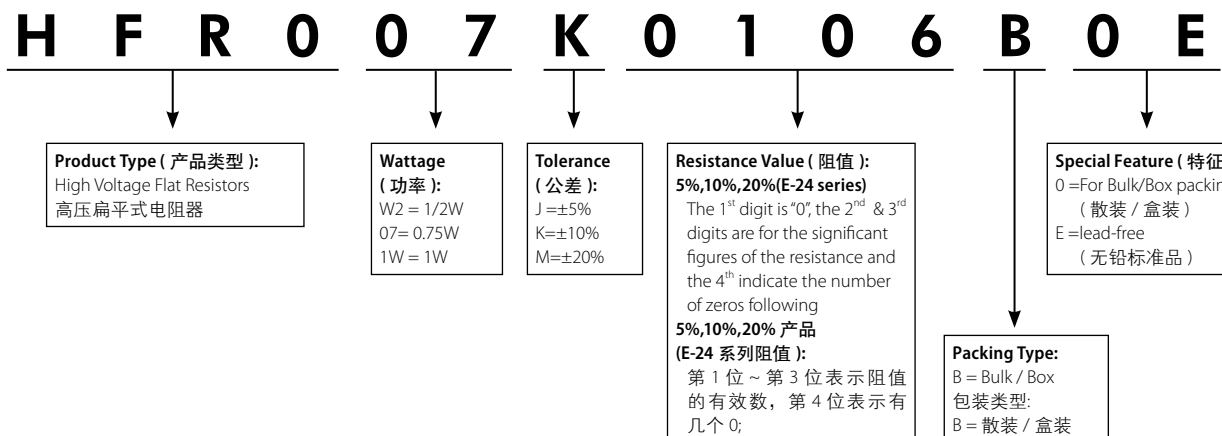 H F R 0 0 7 K 0 1 0 6 B 0 E
Product Type ( 产品类型 ):
High Voltage Flat Resistors
高压扁平式电阻器
Wattage
( 功率 ):
W2 = 1/2W
07= 0.75W
1W = 1W
Tolerance
( 公差 ):
J =±5%
K=±10%
M=±20%
Resistance Value ( 阻值 ):
5%,10%,20%(E-24 series)
The 1st digit is "0", the 2nd & 3rd
digits are for the significant
figures of the resistance and
the 4th indicate the number
of zeros following
5%,10%,20% 产品
(E-24 系列阻值 ):
第 1 位 ~ 第 3 位表示阻值
的有效数，第 4 位表示有
几个 0;
Packing Type:
B = Bulk / Box
包装类型:
B = 散装 / 盒装
Special Feature ( 特征
0 =For Bulk/Box packin
( 散装 / 盒装 )
E =lead-free
( 无铅标准品 )